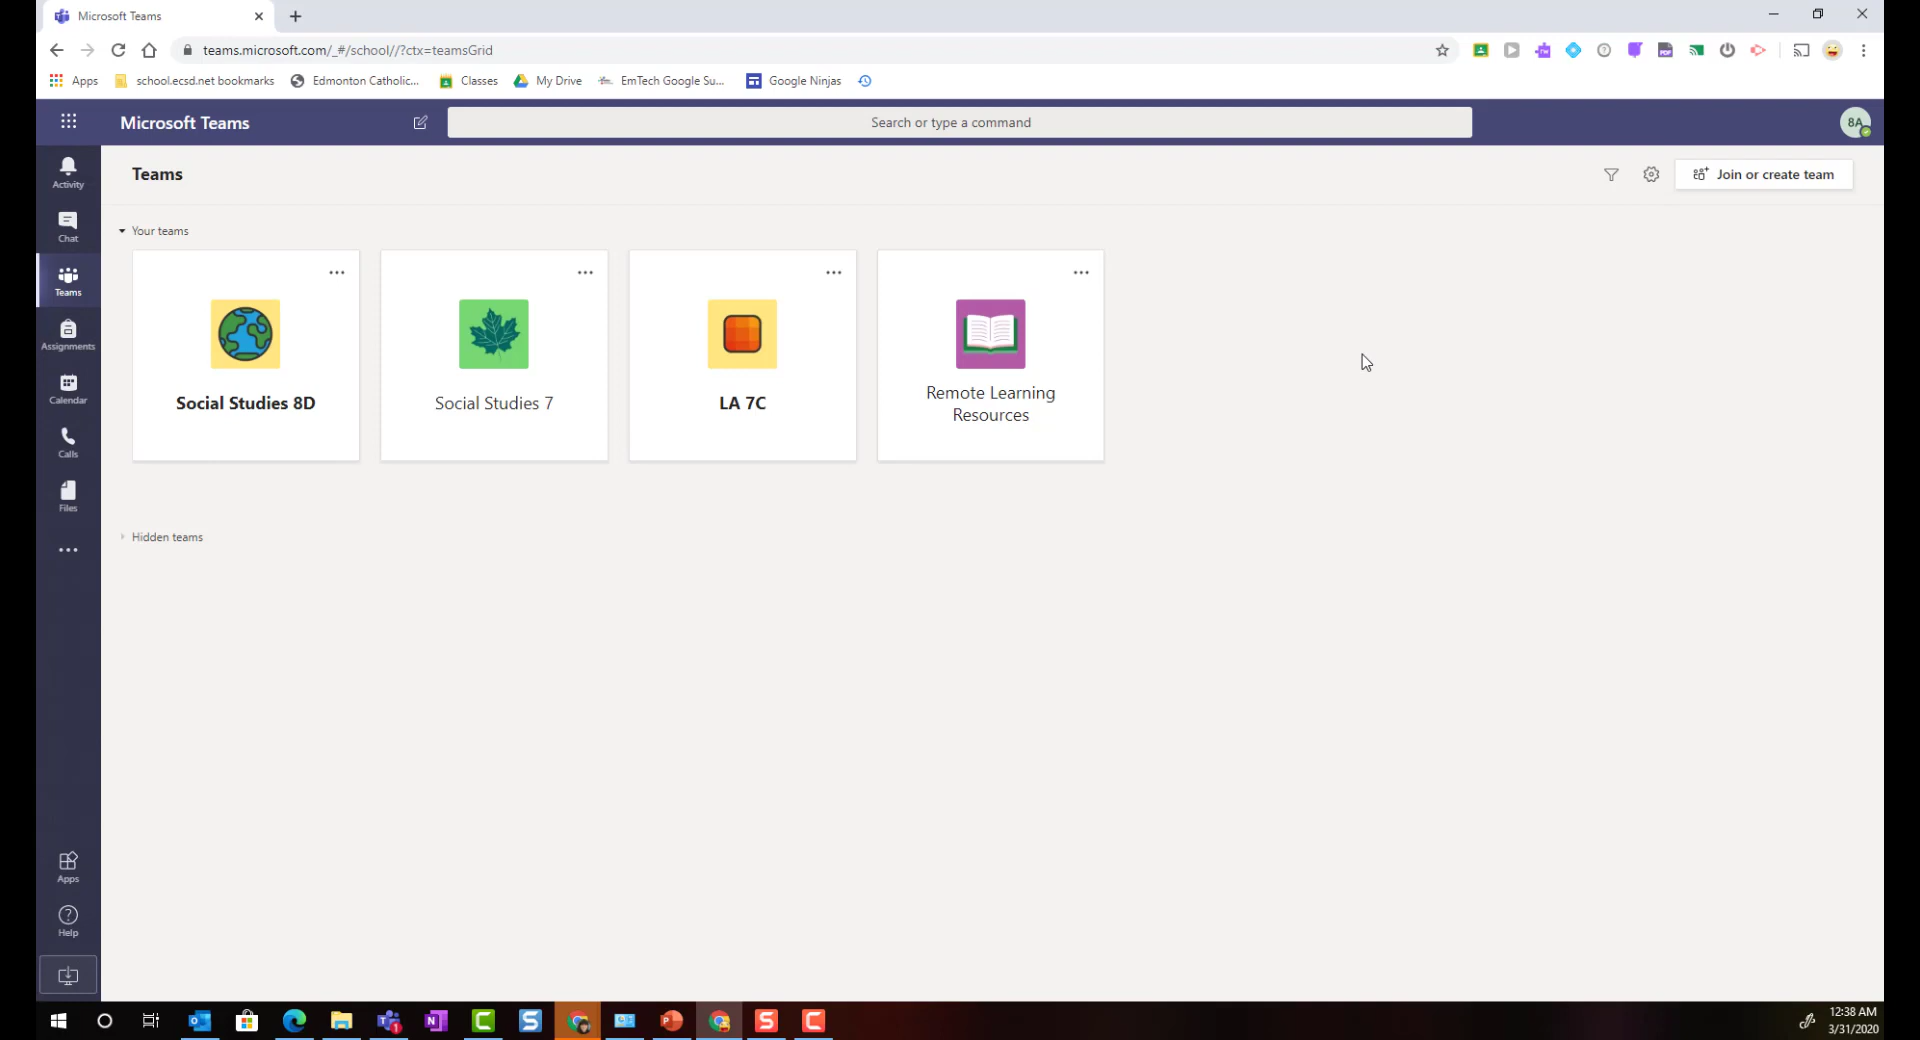 Microsoft Teams
teams.microsoft.com/_#/school//?ctx=teamsGrid
Apps
school.ecsd.net bookmarks
Edmonton Catholic...
Classes
My Drive
EmTech Google Su...
Google Ninjas
Microsoft Teams
Search or type a command
8A
Activity
Chat
Teams
Assignments
Calendar
Calls
Files
Apps
Help
Teams
Join or create team
Your teams
Social Studies 8D
Social Studies 7
LA 7C
Remote Learning
Resources
Hidden teams
12:38 AM
3/31/2020